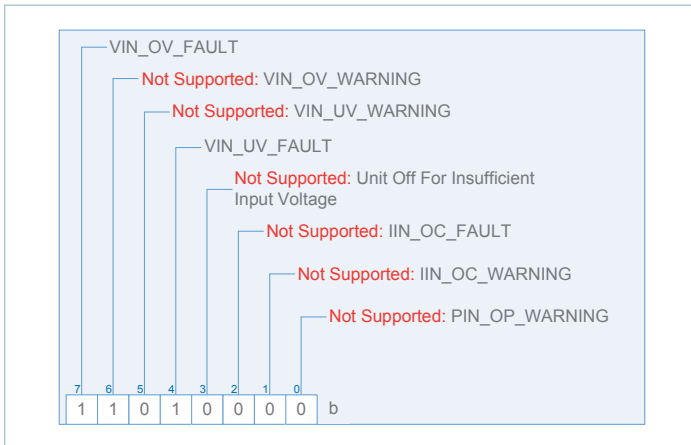 VIN_OV_FAULT
Not Supported: VIN_OV_WARNING
Not Supported: VIN_UV_WARNING
VIN_UV_FAULT
Not Supported: Unit Off For Insufficient
Input Voltage
Not Supported: IIN_OC_FAULT
Not Supported: IIN_OC_WARNING
Not Supported: PIN_OP_WARNING
7 6 5 4 3 2 1 0
1 1 0 1 0 0 0 0 b